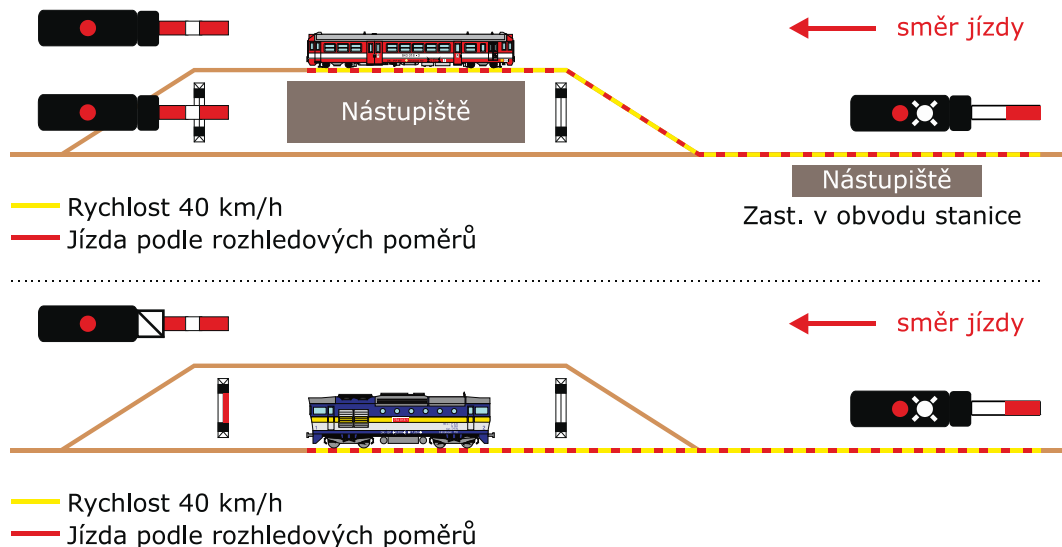 směr jízdy
Nástupiště
Nástupiště
Rychlost 40 km/h
Zast. v obvodu stanice
Jízda podle rozhledových poměrů
směr jízdy
Rychlost 40 km/h
Jízda podle rozhledových poměrů